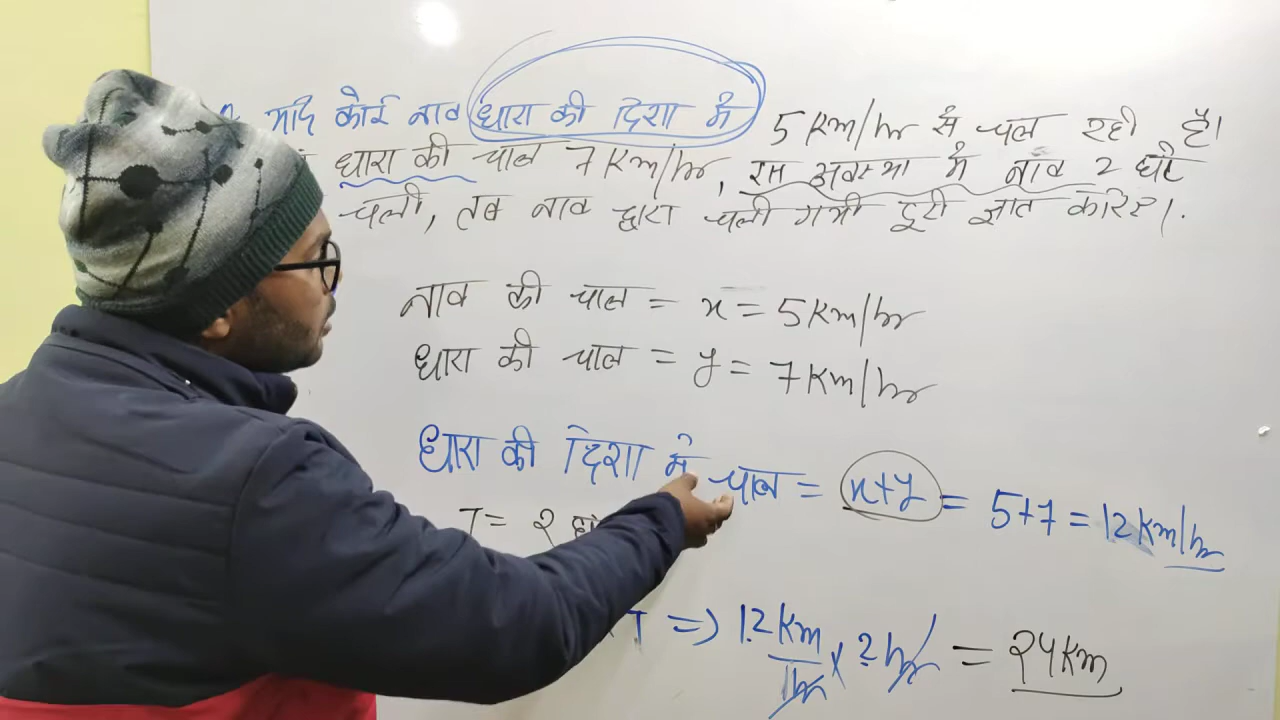 यदि कोई नाव धारा की दिशा में 5 Km/hr से चल रही है।
धारा की चाल 7 Km/hr, इस अवस्था में नाव 2 घंटे
चली, तब नाव द्वारा चली गयी दूरी ज्ञात करिए।.
नाव की चाल = x = 5 Km/hr
धारा की चाल = y = 7 Km/hr
धारा की दिशा में चाल = x+y = 5+7 = 12 Km/hr
T = 2
T => 12 Km/1hr × 2 hr = 24 Km